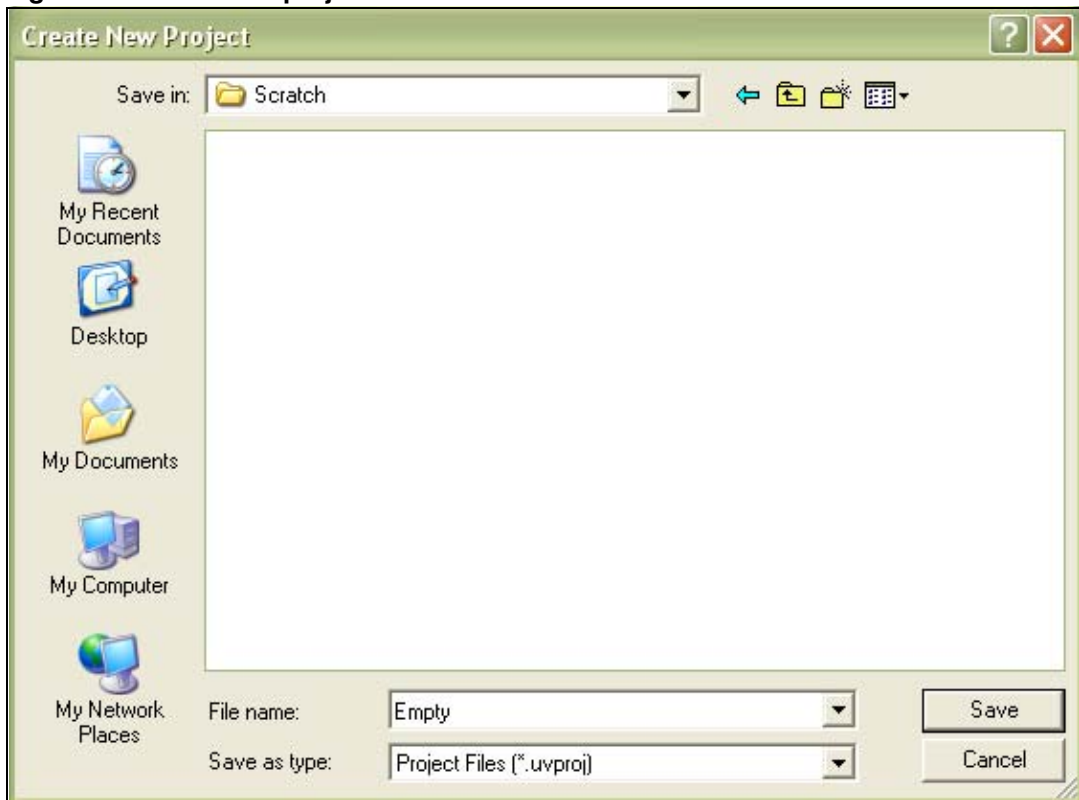 Create New Project
Save in:
Scratch
My Recent
Documents
Desktop
My Documents
My Computer
My Network
Places
File name:
Empty
Save
Save as type:
Project Files (*.uvproj)
Cancel